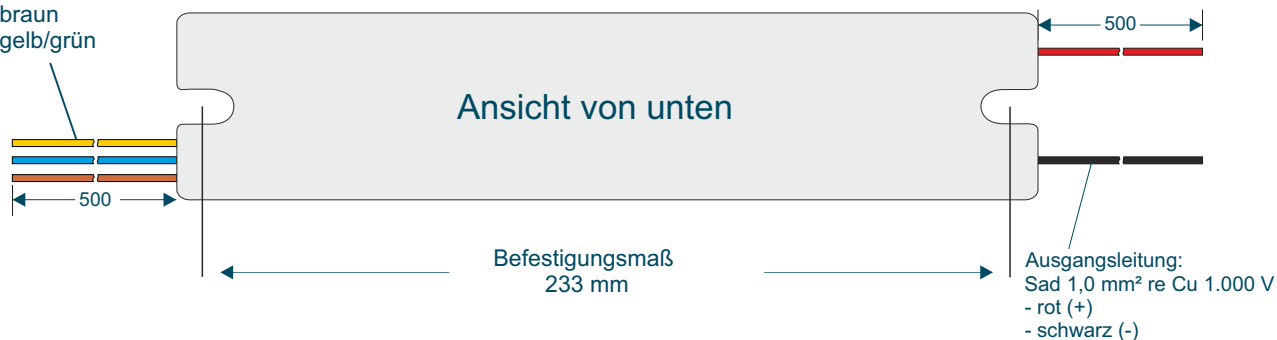 braun
gelb/grün
500
Ansicht von unten
500
Befestigungsmaß
233 mm
Ausgangsleitung:
Sad 1,0 mm² re Cu 1.000 V
- rot (+)
- schwarz (-)